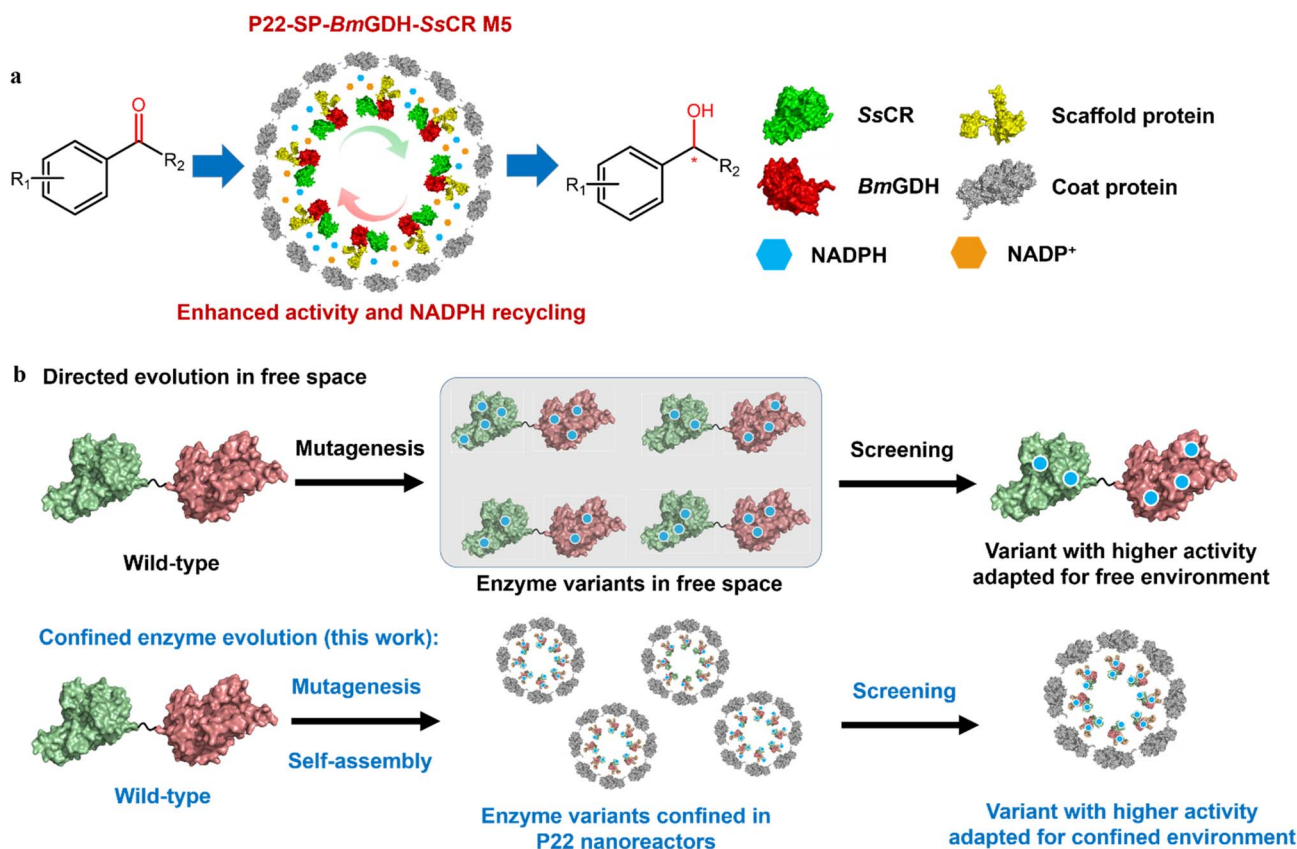 P22-SP-BmGDH-SsCR M5
a
O
R₁
R₂
OH
*
R₁
R₂
SsCR
Scaffold protein
BmGDH
Coat protein
NADPH
NADP⁺
Enhanced activity and NADPH recycling
b Directed evolution in free space
Mutagenesis
Screening
Wild-type
Enzyme variants in free space
Variant with higher activity
adapted for free environment
Confined enzyme evolution (this work):
Mutagenesis
Self-assembly
Screening
Wild-type
Enzyme variants confined in
P22 nanoreactors
Variant with higher activity
adapted for confined environment